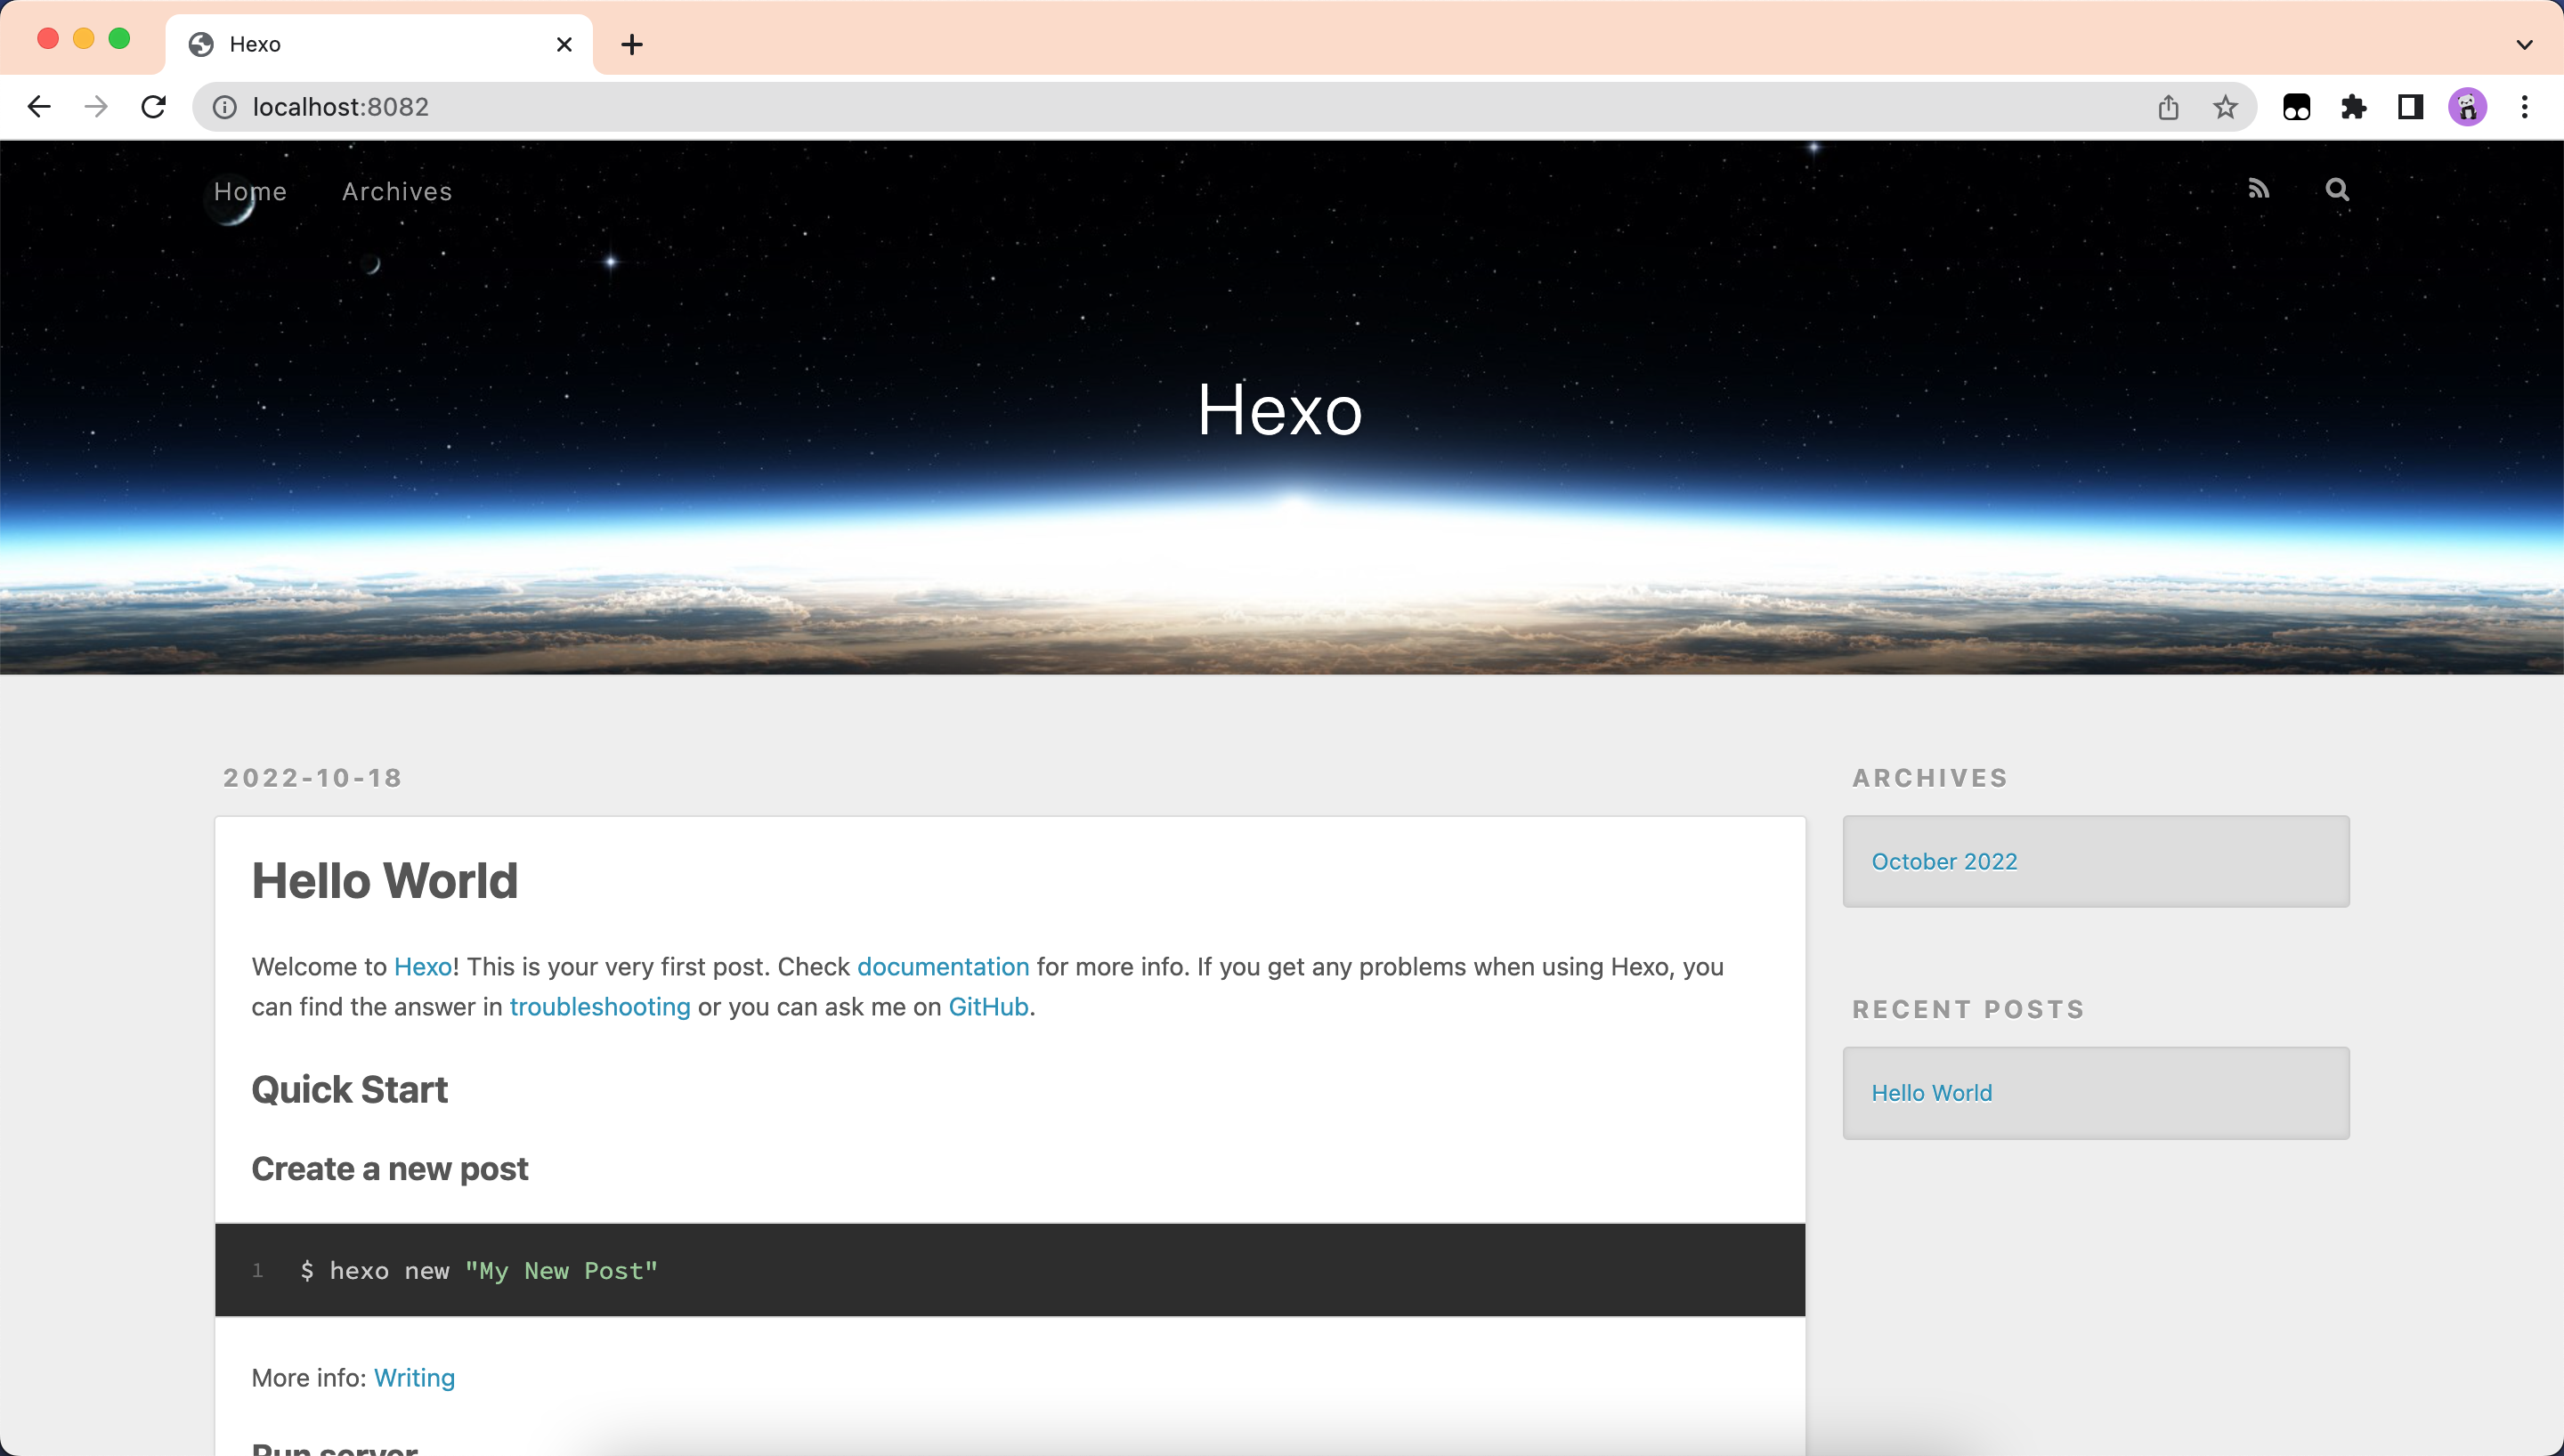 Hexo
localhost:8082
Home
Archives
Hexo
2022-10-18
Hello World
Welcome to Hexo! This is your very first post. Check documentation for more info. If you get any problems when using Hexo, you
can find the answer in troubleshooting or you can ask me on GitHub.
Quick Start
Create a new post
1 $ hexo new "My New Post"
More info: Writing
Run server
ARCHIVES
October 2022
RECENT POSTS
Hello World